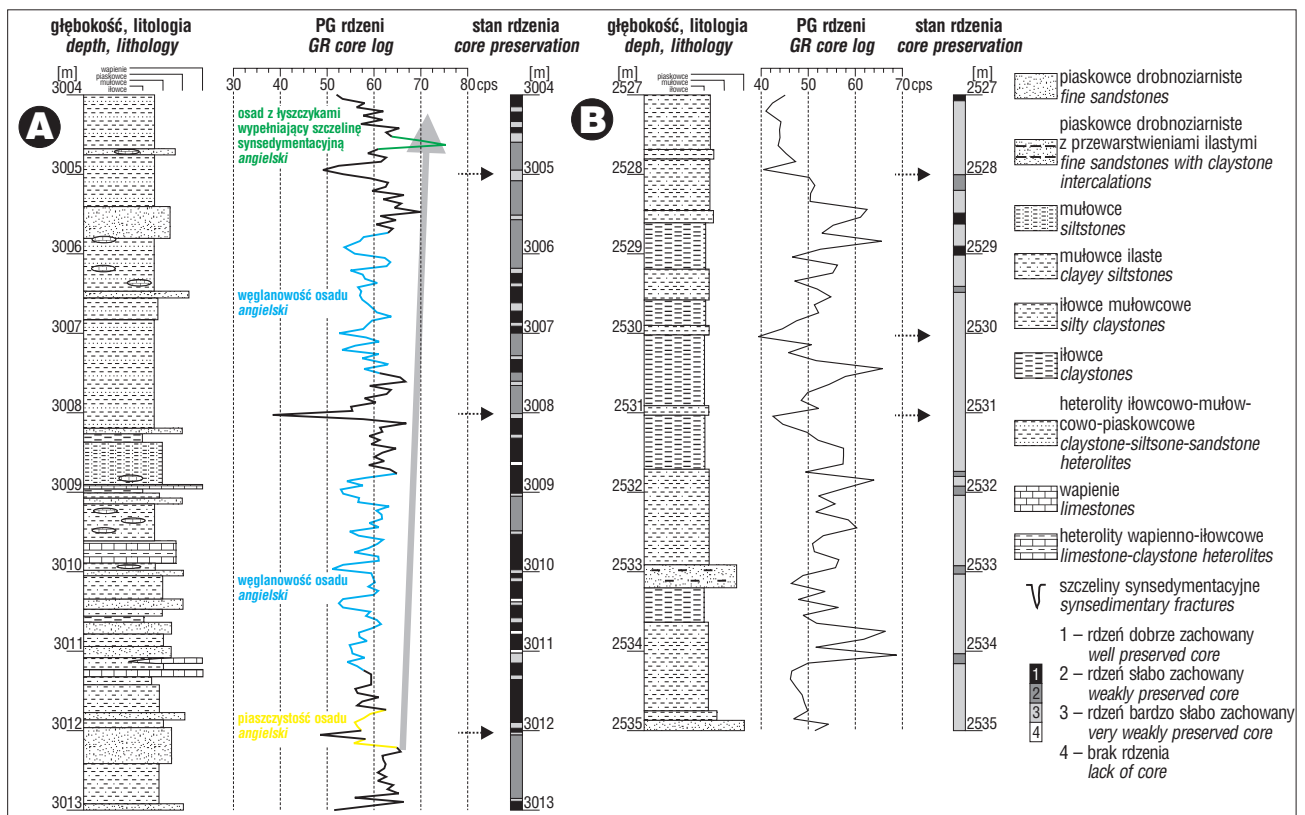 głębokość, litologia
depth, lithology
PG rdzeni
GR core log
stan rdzenia
core preservation
[m]
wapienie
piaskowce
mułowce
iłowce
30 40 50 60 70 80 cps
[m]
A
3004
3005
3006
3007
3008
3009
3010
3011
3012
3013
osad z łyszczykami
wypełniający szczelinę
synsedymentacyjną
angielski
węglanowość osadu
angielski
węglanowość osadu
angielski
piaszczystość osadu
angielski
3004
3005
3006
3007
3008
3009
3010
3011
3012
3013
głębokość, litologia
deph, lithology
PG rdzeni
GR core log
stan rdzenia
core preservation
[m]
piaskowce
mułowce
iłowce
40 50 60 70 cps
[m]
B
2527
2528
2529
2530
2531
2532
2533
2534
2535
2527
2528
2529
2530
2531
2532
2533
2534
2535
piaskowce drobnoziarniste
fine sandstones
piaskowce drobnoziarniste
z przewarstwieniami ilastymi
fine sandstones with claystone
intercalations
mułowce
siltstones
mułowce ilaste
clayey siltstones
iłowce mułowcowe
silty claystones
iłowce
claystones
heterolity iłowcowo-mułow-
cowo-piaskowcowe
claystone-siltsone-sandstone
heterolites
wapienie
limestones
heterolity wapienno-iłowcowe
limestone-claystone heterolites
szczeliny synsedymentacyjne
synsedimentary fractures
1
2
3
4
1 – rdzeń dobrze zachowany
well preserved core
2 – rdzeń słabo zachowany
weakly preserved core
3 – rdzeń bardzo słabo zachowany
very weakly preserved core
4 – brak rdzenia
lack of core